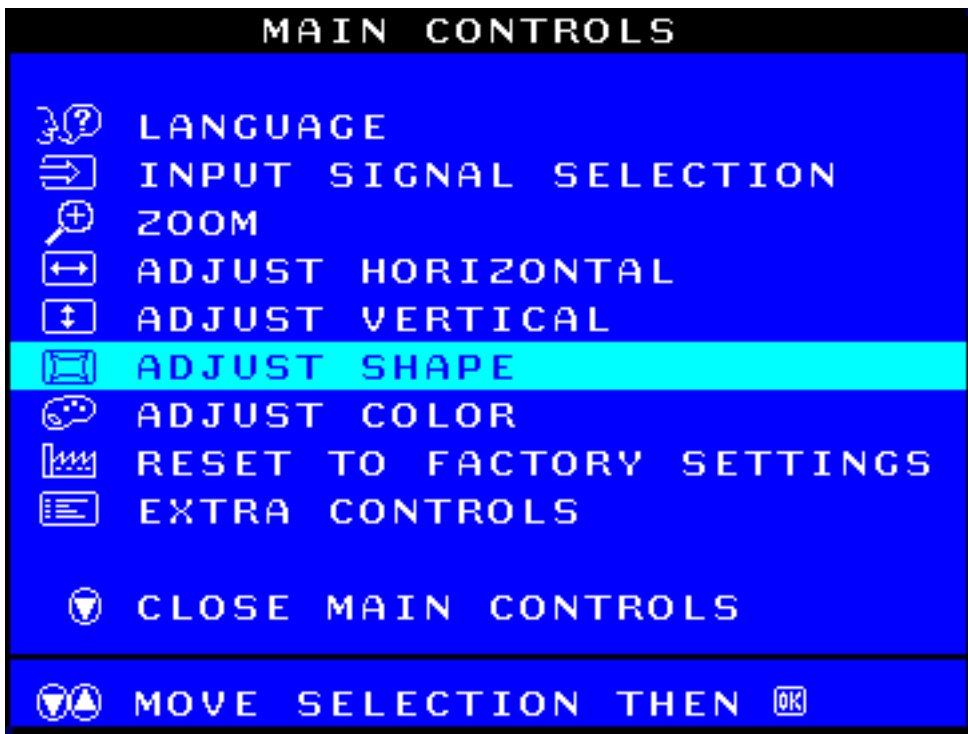 MAIN CONTROLS
LANGUAGE
INPUT SIGNAL SELECTION
ZOOM
ADJUST HORIZONTAL
ADJUST VERTICAL
ADJUST SHAPE
ADJUST COLOR
RESET TO FACTORY SETTINGS
EXTRA CONTROLS
CLOSE MAIN CONTROLS
MOVE SELECTION THEN OK